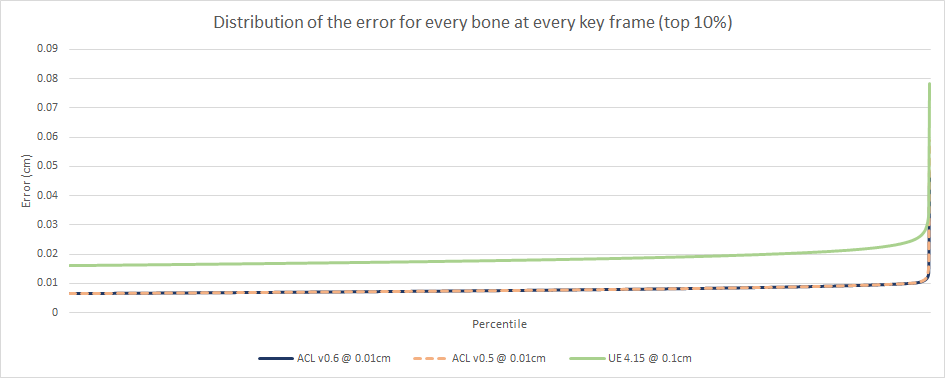 Distribution of the error for every bone at every key frame (top 10%)
0.09
0.08
0.07
0.06
0.05
0.04
0.03
0.02
0.01
0
Error (cm)
Percentile
ACL v0.6 @ 0.01cm
ACL v0.5 @ 0.01cm
UE 4.15 @ 0.1cm